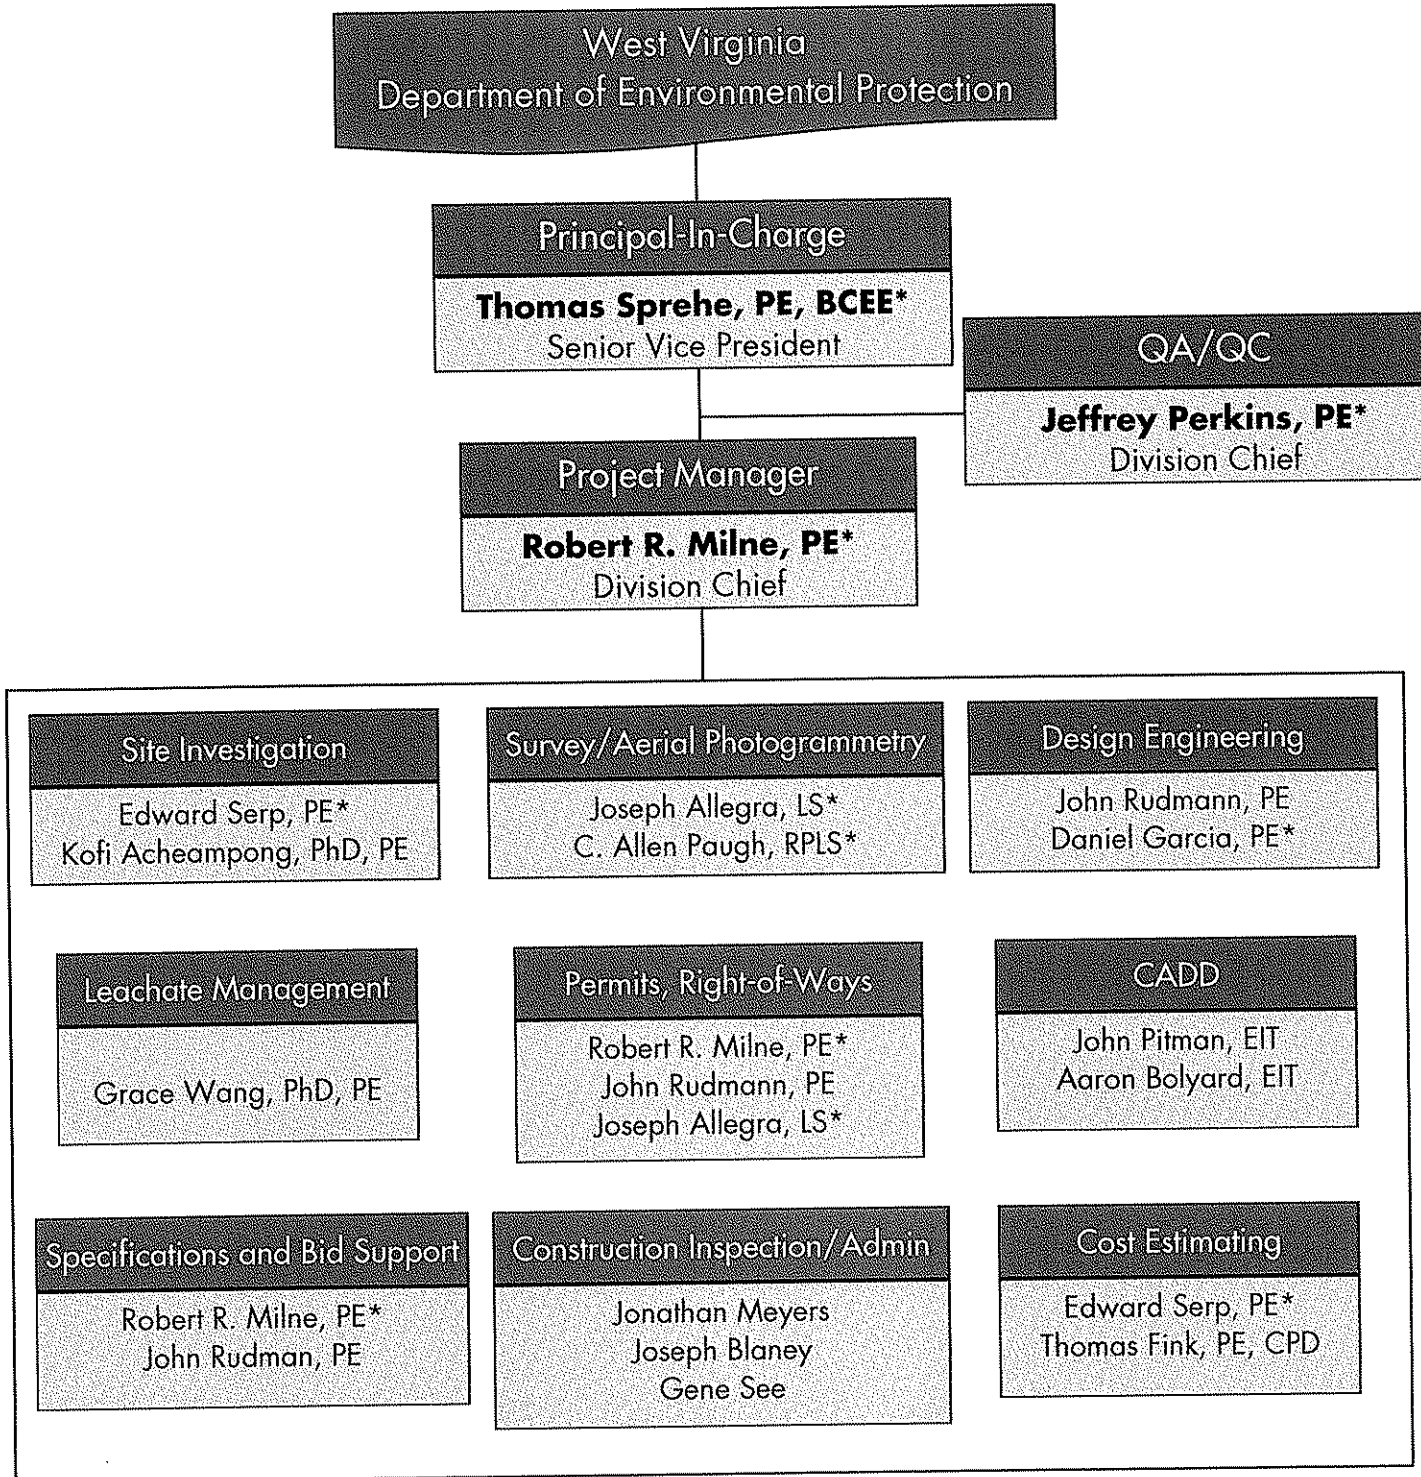 West Virginia
Department of Environmental Protection
Principal-In-Charge
Thomas Sprehe, PE, BCEE*
Senior Vice President
QA/QC
Jeffrey Perkins, PE*
Division Chief
Project Manager
Robert R. Milne, PE*
Division Chief
Site Investigation
Edward Serp, PE*
Kofi Acheampong, PhD, PE
Survey/Aerial Photogrammetry
Joseph Allegra, LS*
C. Allen Paugh, RPLS*
Design Engineering
John Rudmann, PE
Daniel Garcia, PE*
Leachate Management
Grace Wang, PhD, PE
Permits, Right-of-Ways
Robert R. Milne, PE*
John Rudmann, PE
Joseph Allegra, LS*
CADD
John Pitman, EIT
Aaron Bolyard, EIT
Specifications and Bid Support
Robert R. Milne, PE*
John Rudman, PE
Construction Inspection/Admin
Jonathan Meyers
Joseph Blaney
Gene See
Cost Estimating
Edward Serp, PE*
Thomas Fink, PE, CPD